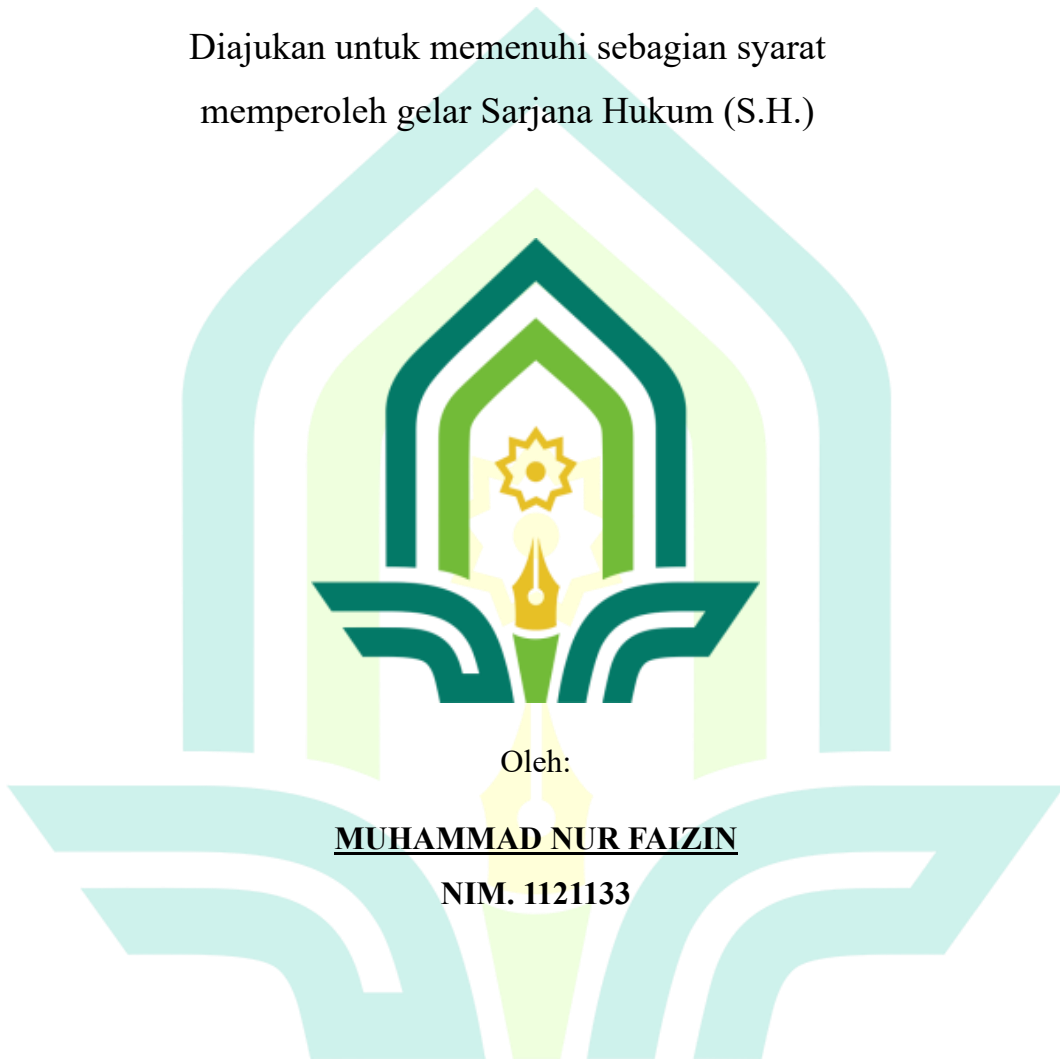 Diajukan untuk memenuhi sebagian syarat
memperoleh gelar Sarjana Hukum (S.H.)
Oleh:
MUHAMMAD NUR FAIZIN
NIM. 1121133